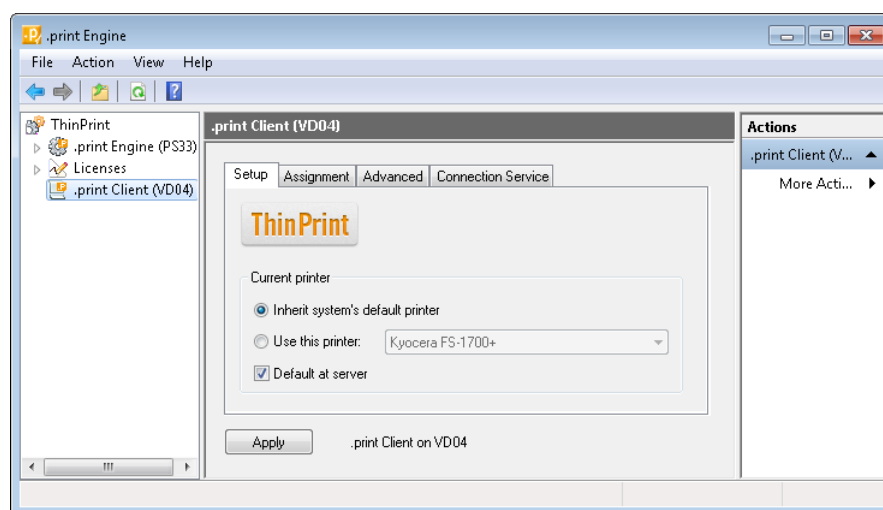 .print Engine
File Action View Help
ThinPrint
.print Engine (PS33)
Licenses
.print Client (VD04)
.print Client (VD04)
Setup Assignment Advanced Connection Service
ThinPrint
Current printer
Inherit system's default printer
Use this printer: Kyocera FS-1700+
Default at server
Apply .print Client on VD04
Actions
.print Client (V...
More Acti...